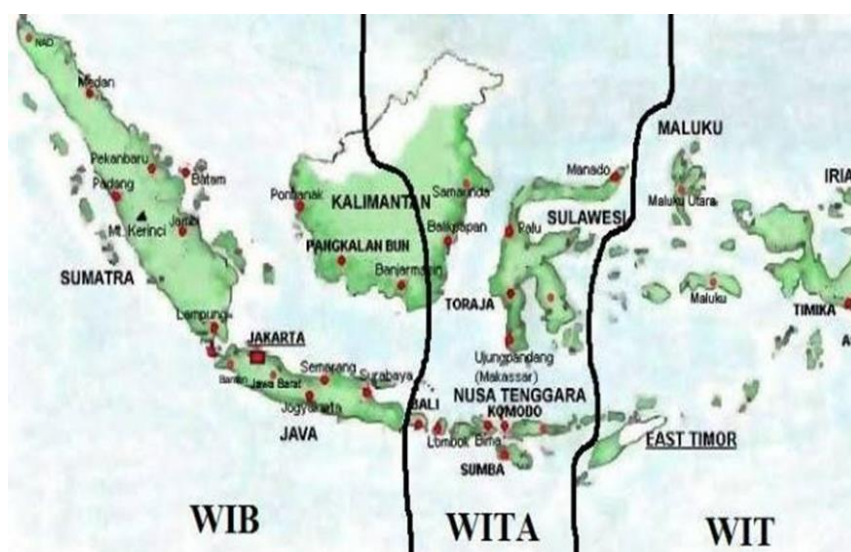 NAD
Medan
MALUKU
Pekanbaru
Batam
Padang
Manado
IRIA
Pontianak
KALIMANTAN
Samarinda
Maluku Utara
Mt. Kerinci
Jambi
Balikpapan
Palu
SULAWESI
PANGKALAN BUN
SUMATRA
Banjarmasin
TORAJA
Maluku
TIMIKA
Lampung
JAKARTA
Ujungpandang
(Makassar)
Banten
Jawa Barat
Semarang
Surabaya
NUSA TENGGARA
Jogyakarta
BALI
KOMODO
JAVA
Lombok
Bima
EAST TIMOR
SUMBA
WIB
WITA
WIT